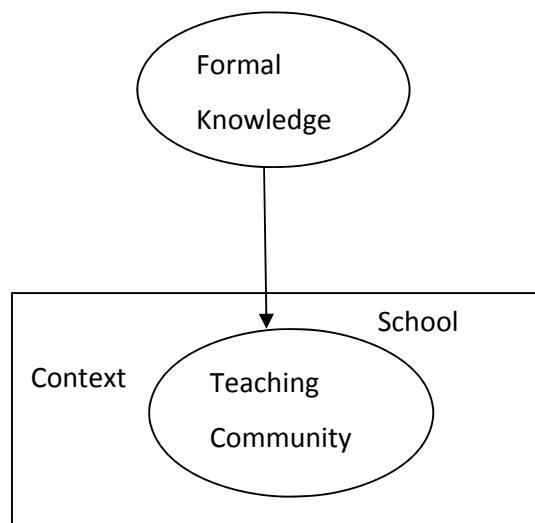 Formal
Knowledge
School
Context
Teaching
Community